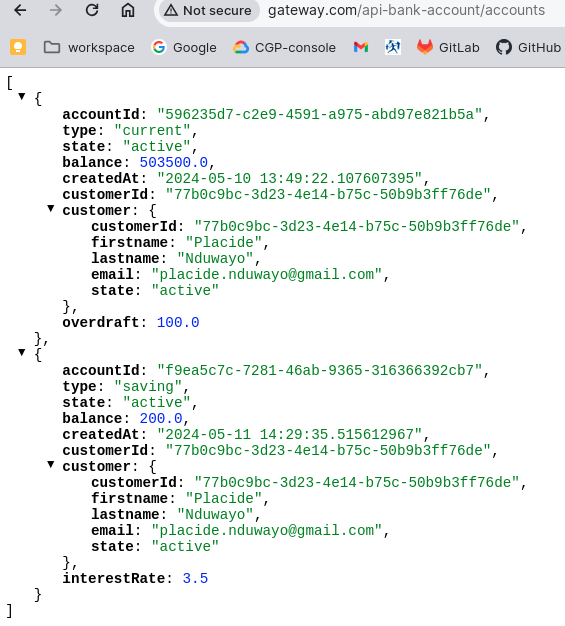 Not secure gateway.com/api-bank-account/accounts
workspace Google CGP-console GitLab GitHub
[
{
accountId: "596235d7-c2e9-4591-a975-abd97e821b5a",
type: "current",
state: "active",
balance: 503500.0,
createdAt: "2024-05-10 13:49:22.107607395",
customerId: "77b0c9bc-3d23-4e14-b75c-50b9b3ff76de",
customer: {
customerId: "77b0c9bc-3d23-4e14-b75c-50b9b3ff76de",
firstname: "Placide",
lastname: "Nduwayo",
email: "placide.nduwayo@gmail.com",
state: "active"
},
overdraft: 100.0
},
{
accountId: "f9ea5c7c-7281-46ab-9365-316366392cb7",
type: "saving",
state: "active",
balance: 200.0,
createdAt: "2024-05-11 14:29:35.515612967",
customerId: "77b0c9bc-3d23-4e14-b75c-50b9b3ff76de",
customer: {
customerId: "77b0c9bc-3d23-4e14-b75c-50b9b3ff76de",
firstname: "Placide",
lastname: "Nduwayo",
email: "placide.nduwayo@gmail.com",
state: "active"
},
interestRate: 3.5
}
]